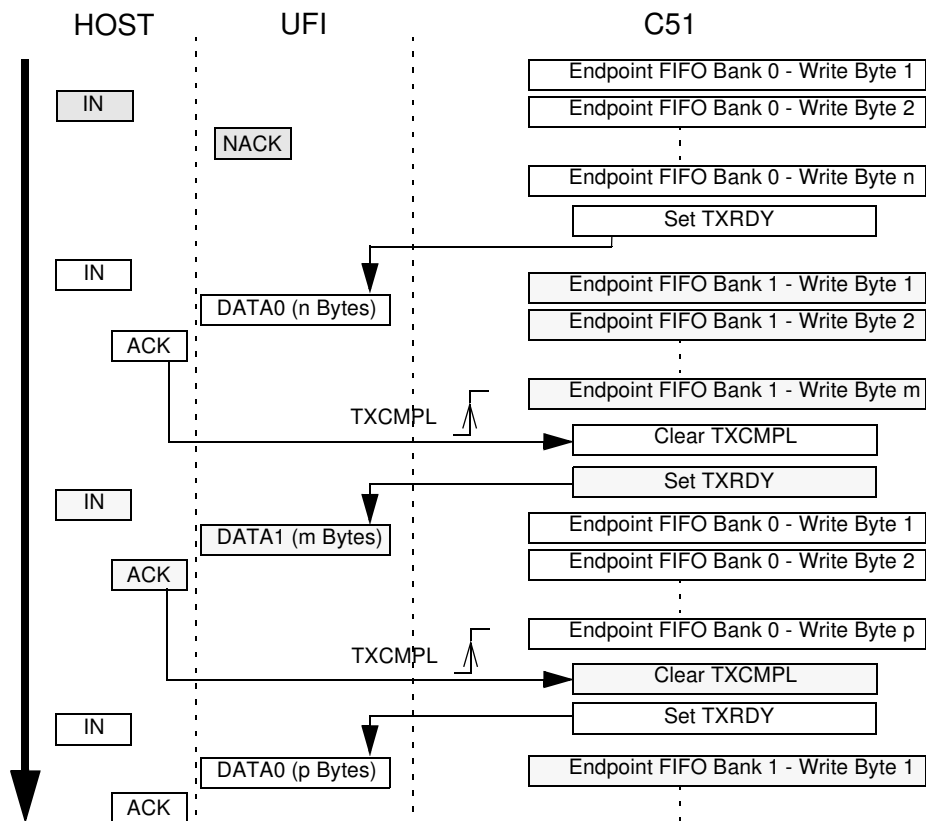 HOST UFI C51
Endpoint FIFO Bank 0 - Write Byte 1
IN
Endpoint FIFO Bank 0 - Write Byte 2
NACK
Endpoint FIFO Bank 0 - Write Byte n
Set TXRDY
IN
Endpoint FIFO Bank 1 - Write Byte 1
DATA0 (n Bytes)
Endpoint FIFO Bank 1 - Write Byte 2
ACK
Endpoint FIFO Bank 1 - Write Byte m
TXCMPL
Clear TXCMPL
Set TXRDY
IN
Endpoint FIFO Bank 0 - Write Byte 1
DATA1 (m Bytes)
Endpoint FIFO Bank 0 - Write Byte 2
ACK
Endpoint FIFO Bank 0 - Write Byte p
TXCMPL
Clear TXCMPL
Set TXRDY
IN
DATA0 (p Bytes)
Endpoint FIFO Bank 1 - Write Byte 1
ACK